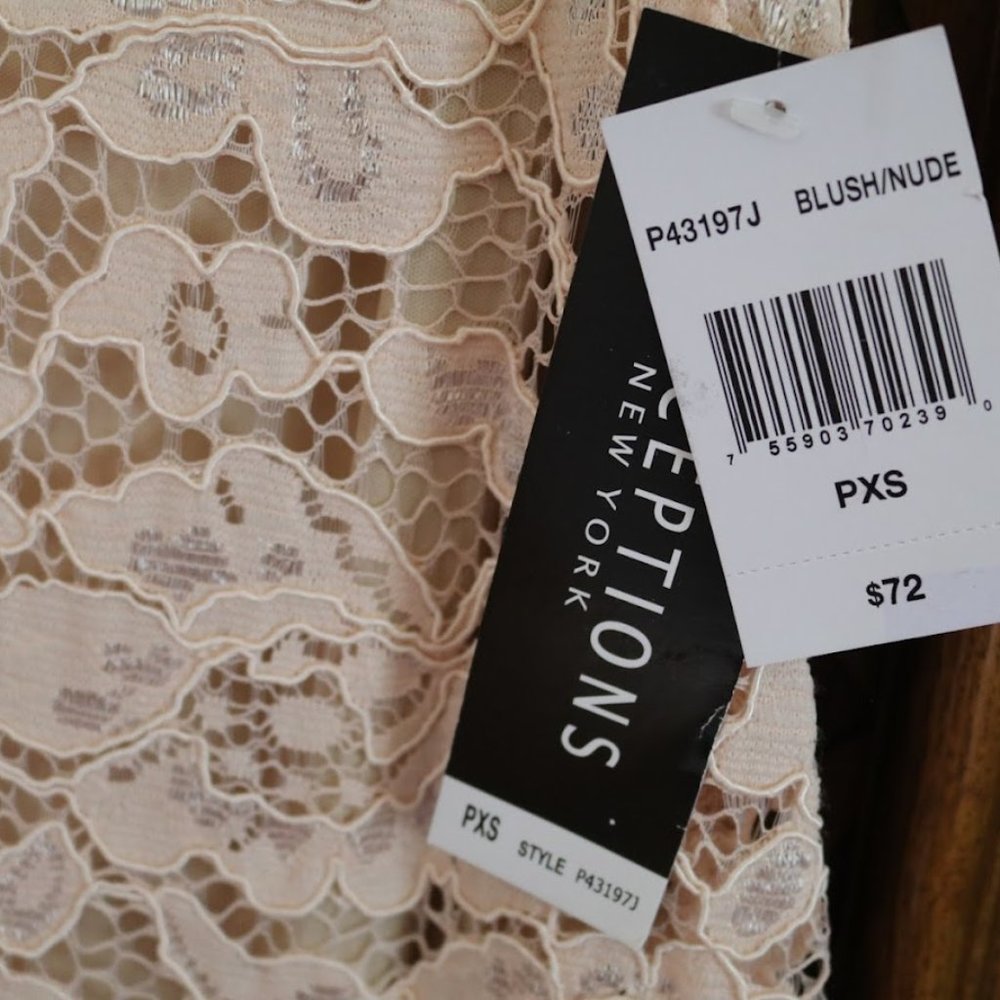 P43197J BLUSH/NUDE
7 55903 70239 0
PXS
$72
CEPTIONS
NEW YORK
PXS STYLE P43197J